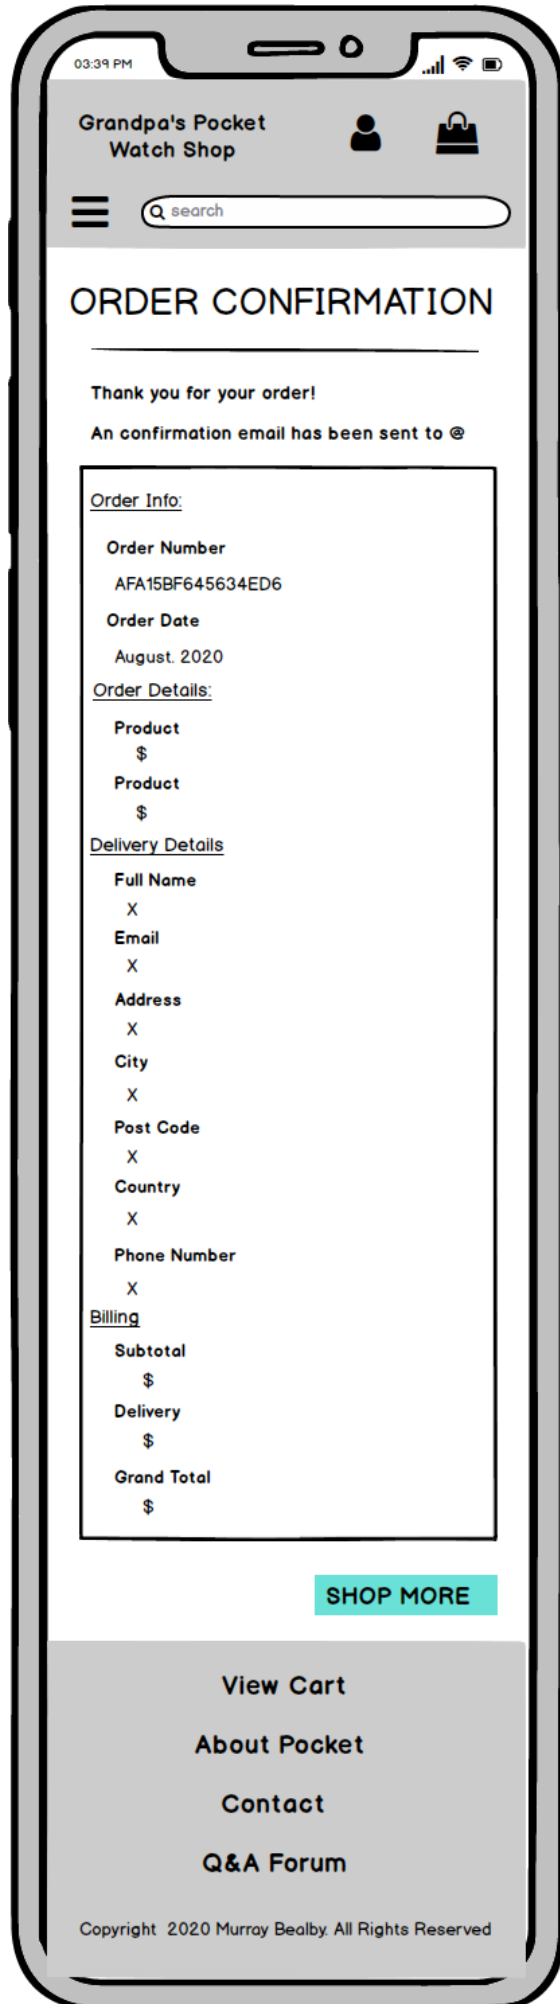 03:39 PM
Grandpa's Pocket
Watch Shop
search
ORDER CONFIRMATION
Thank you for your order!
An confirmation email has been sent to @
Order Info:
Order Number
AFA15BF645634ED6
Order Date
August. 2020
Order Details:
Product
$
Product
$
Delivery Details
Full Name
X
Email
X
Address
X
City
X
Post Code
X
Country
X
Phone Number
X
Billing
Subtotal
$
Delivery
$
Grand Total
$
SHOP MORE
View Cart
About Pocket
Contact
Q&A Forum
Copyright 2020 Murray Bealby. All Rights Reserved